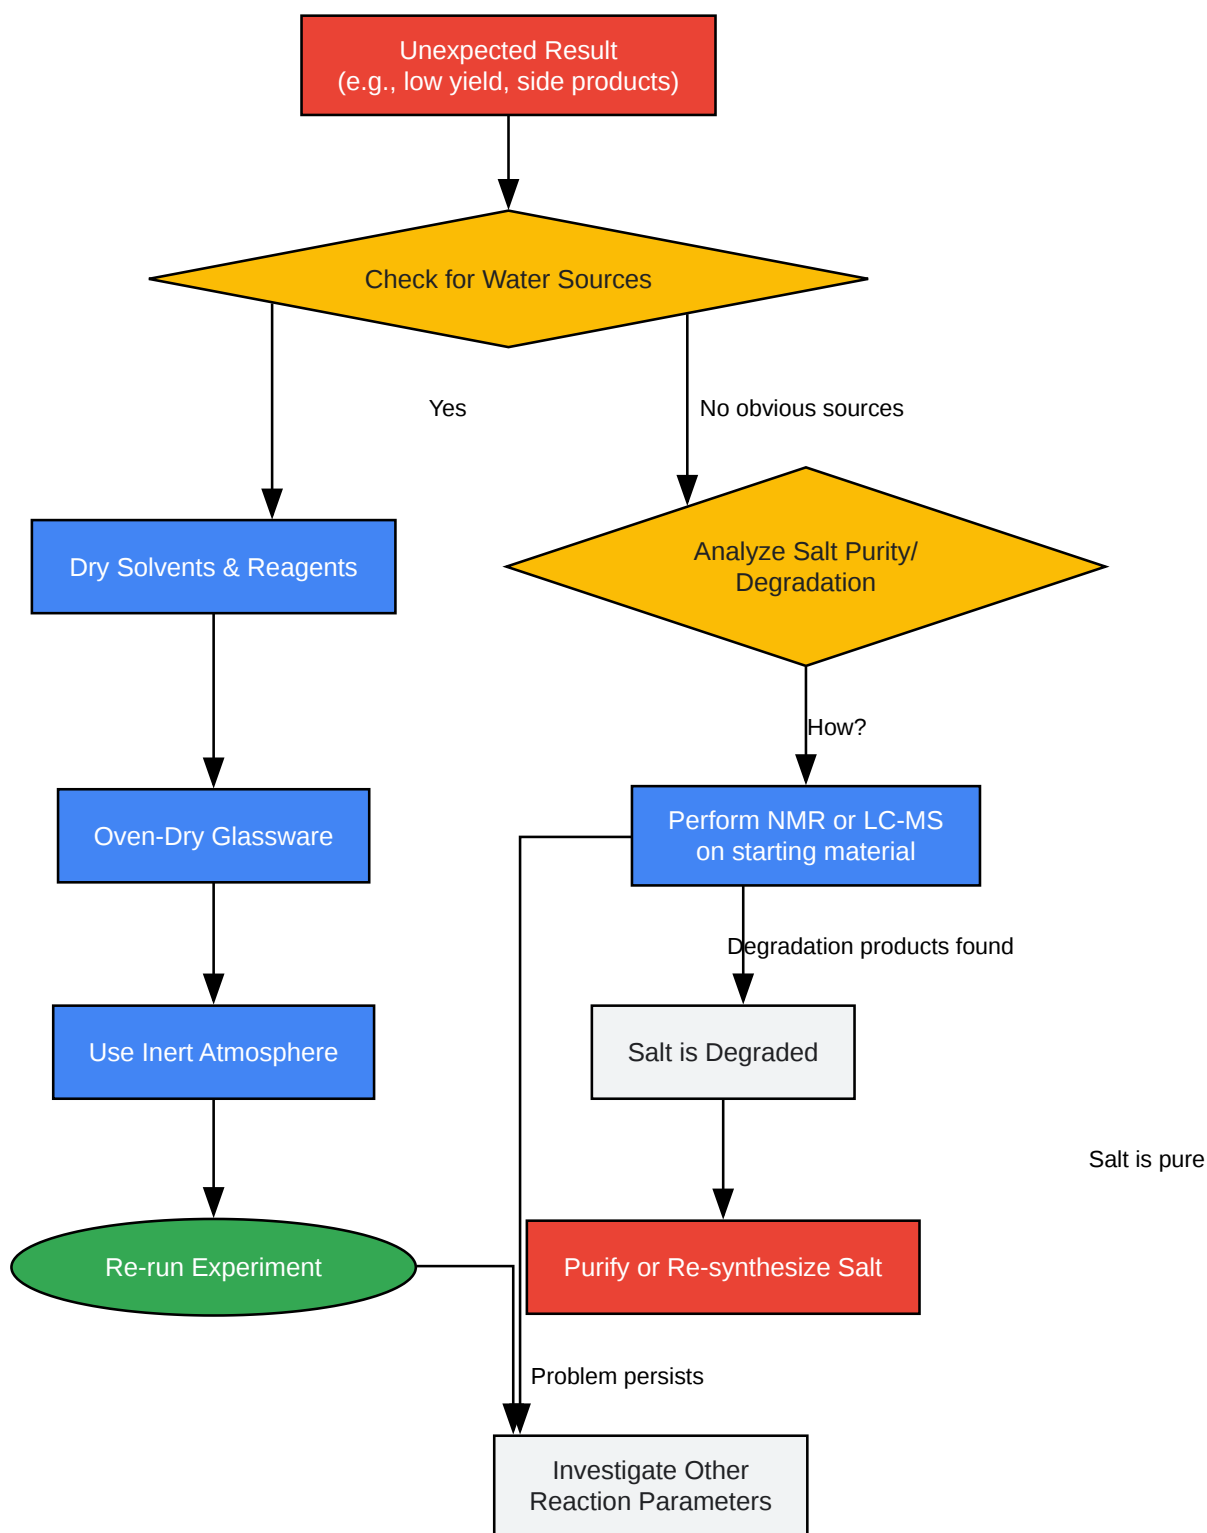 Unexpected Result
(e.g., low yield, side products)
Check for Water Sources
Yes
No obvious sources
Dry Solvents & Reagents
Analyze Salt Purity/
Degradation
How?
Oven-Dry Glassware
Perform NMR or LC-MS
on starting material
Degradation products found
Use Inert Atmosphere
Salt is Degraded
Salt is pure
Re-run Experiment
Purify or Re-synthesize Salt
Problem persists
Investigate Other
Reaction Parameters